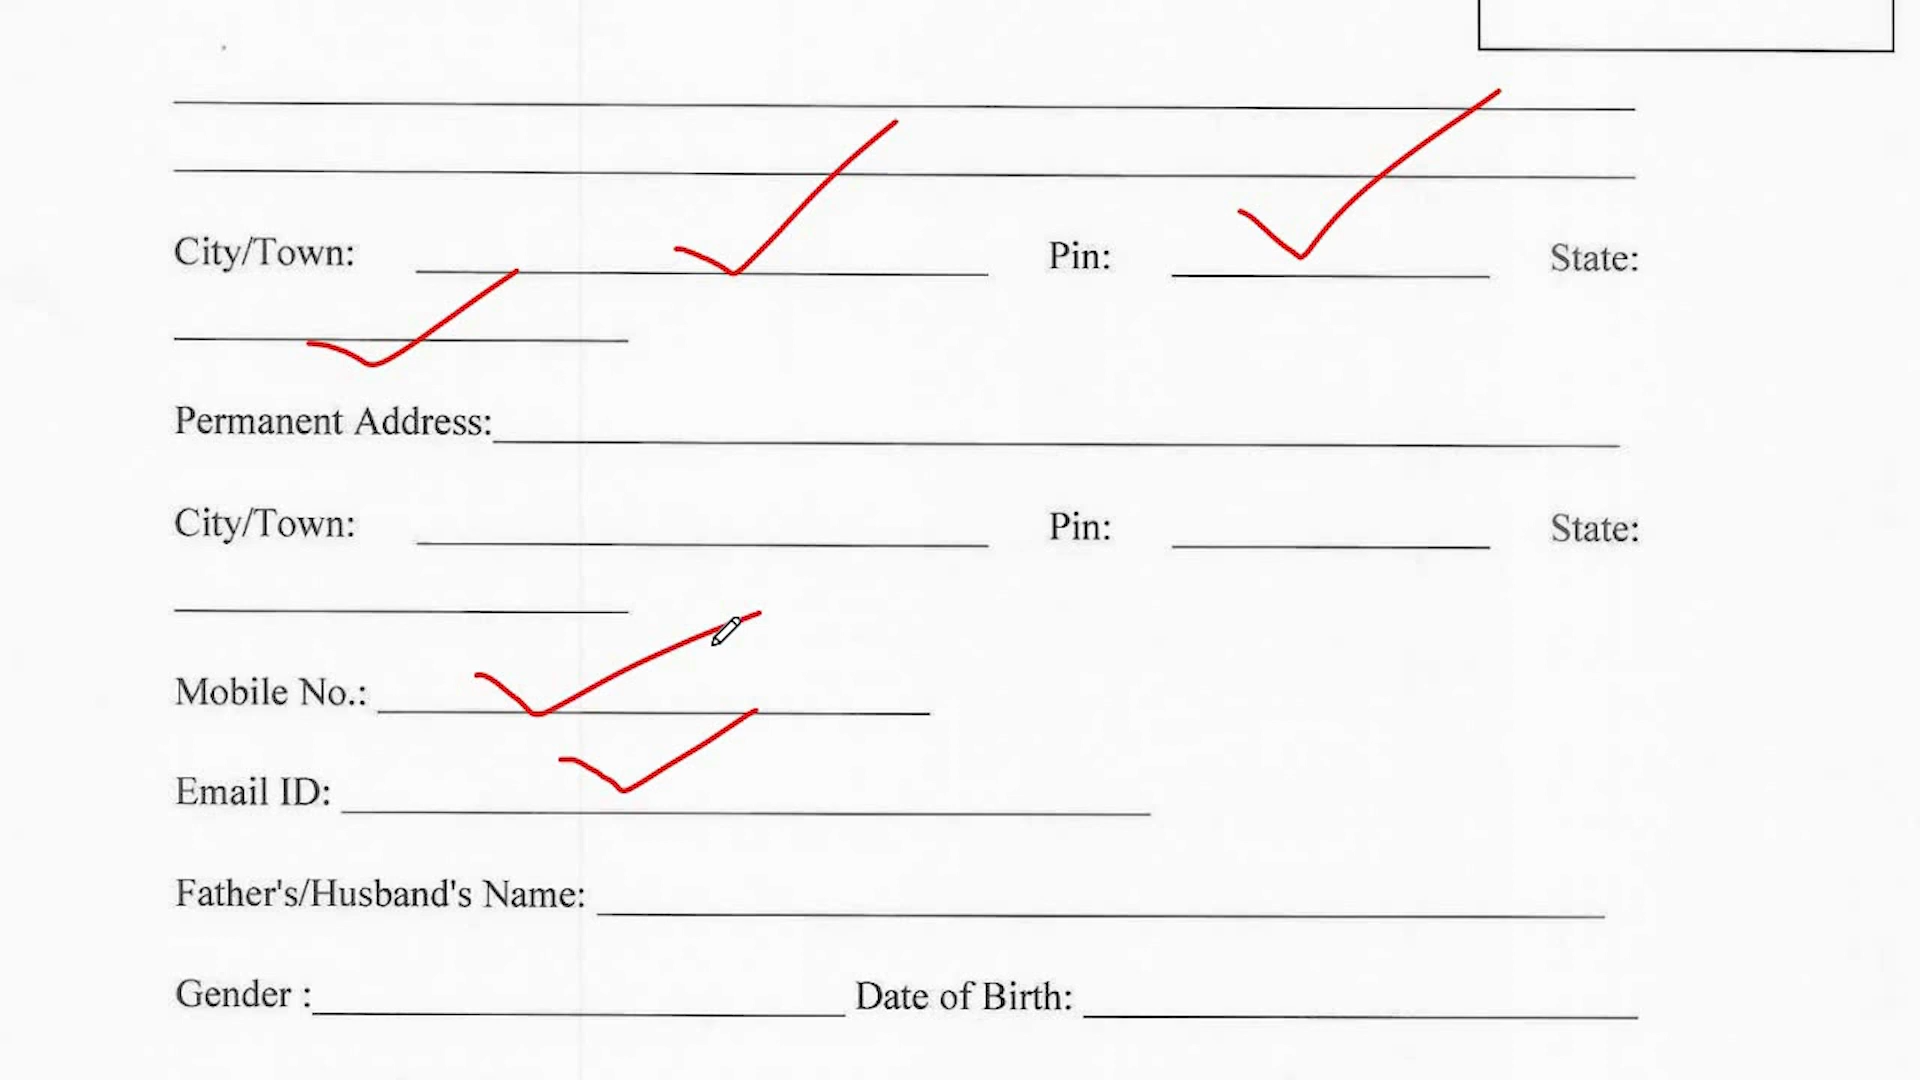 City/Town: Pin: State:
Permanent Address:
City/Town: Pin: State:
Mobile No.:
Email ID:
Father's/Husband's Name:
Gender : Date of Birth: